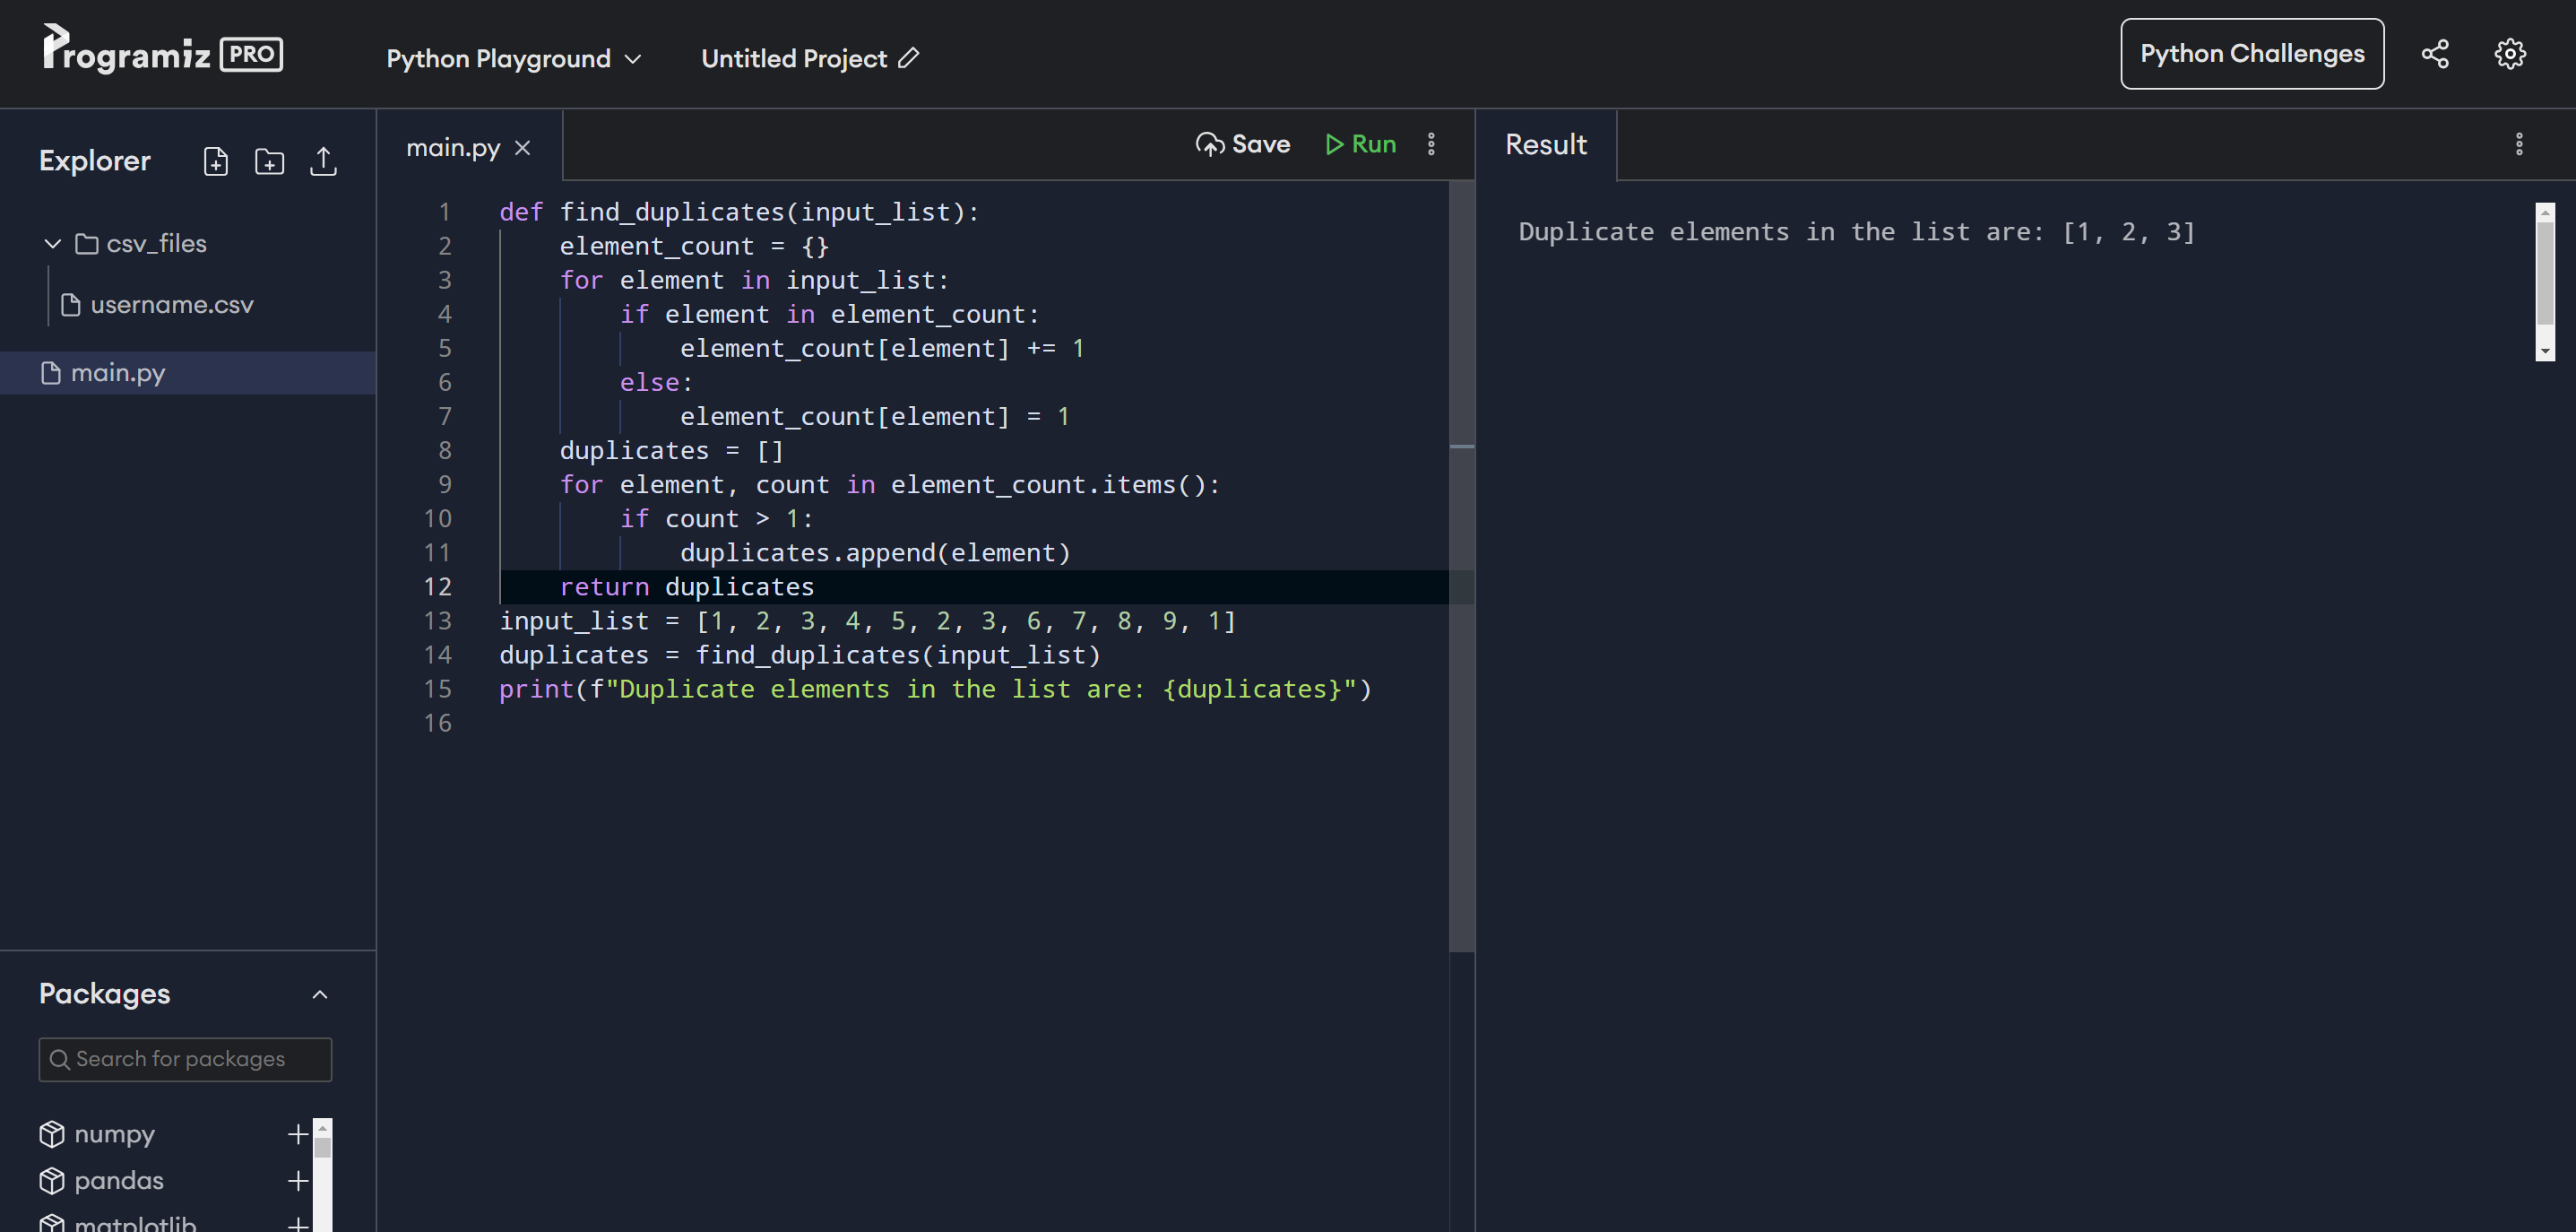 Programiz PRO
Python Playground
Untitled Project
Python Challenges
Explorer
csv_files
username.csv
main.py
main.py
Save
Run
1 def find_duplicates(input_list):
2     element_count = {}
3     for element in input_list:
4         if element in element_count:
5             element_count[element] += 1
6         else:
7             element_count[element] = 1
8     duplicates = []
9     for element, count in element_count.items():
10         if count > 1:
11             duplicates.append(element)
12     return duplicates
13 input_list = [1, 2, 3, 4, 5, 2, 3, 6, 7, 8, 9, 1]
14 duplicates = find_duplicates(input_list)
15 print(f"Duplicate elements in the list are: {duplicates}")
16
Result
Duplicate elements in the list are: [1, 2, 3]
Packages
Search for packages
numpy
pandas
matplotlib